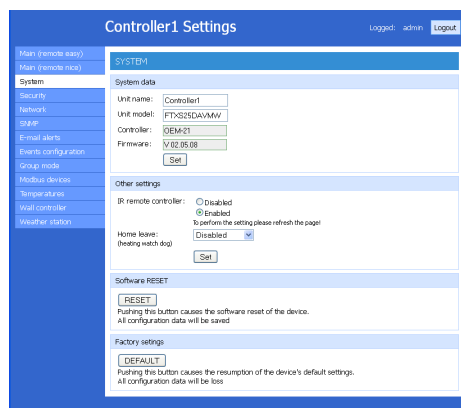 Controller1 Settings
Logged: admin Logout
Main (remote easy)
Main (remote nice)
System
Security
Network
SNMP
E-mail alerts
Events configuration
Group mode
Modbus devices
Temperatures
Wall controller
Weather station
SYSTEM
System data
Unit name: Controller1
Unit model: FTXS25DAVMW
Controller: OEM-21
Firmware: V 02.05.08
Set
Other settings
IR remote controller: Disabled
Enabled
To perform the setting please refresh the page!
Home leave: Disabled
(heating watch dog)
Set
Software RESET
RESET
Pushing this button causes the software reset of the device.
All configuration data will be saved
Factory setings
DEFAULT
Pushing this button causes the resumption of the device's default settings.
All configuration data will be loss